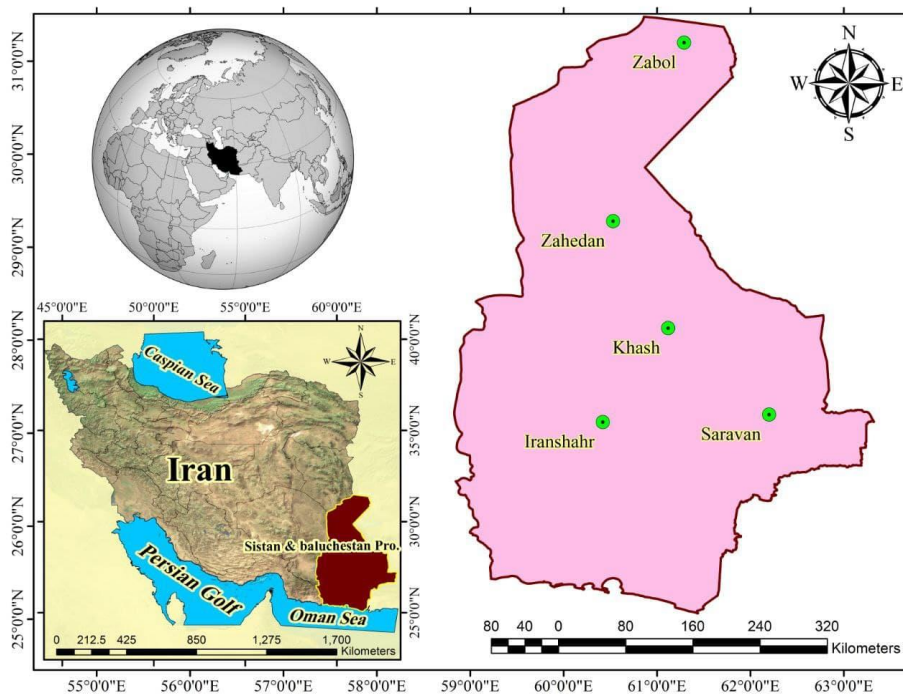 N
W
E
S
Zabol
Zahedan
Khash
Iranshahr
Saravan
31°0'0"N
30°0'0"N
29°0'0"N
28°0'0"N
27°0'0"N
26°0'0"N
25°0'0"N
45°0'0"E
50°0'0"E
55°0'0"E
60°0'0"E
40°0'0"N
35°0'0"N
30°0'0"N
25°0'0"N
N
W
E
S
Caspian Sea
Iran
Sistan & baluchestan Pro.
Persian Golf
Oman Sea
0 212.5 425 850 1,275 1,700
Kilometers
80 40 0 80 160 240 320
Kilometers
55°0'0"E 56°0'0"E 57°0'0"E 59°0'0"E 60°0'0"E 61°0'0"E 62°0'0"E 63°0'0"E